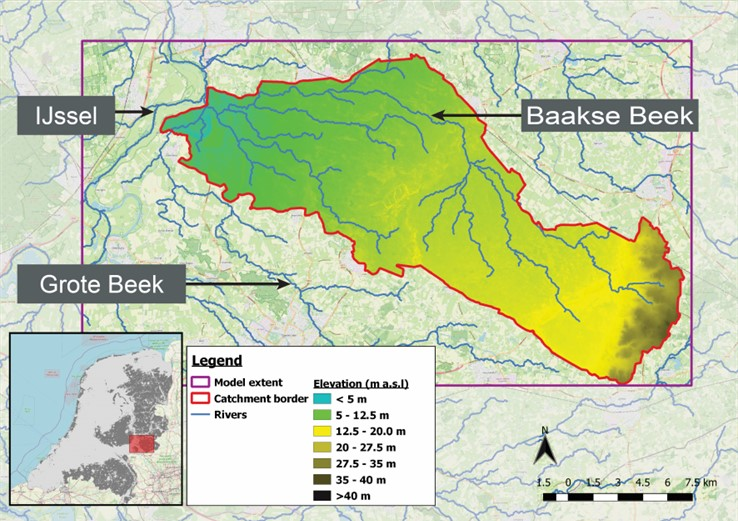 IJssel
Baakse Beek
Grote Beek
Legend
Model extent
Catchment border
Rivers
Elevation (m a.s.l)
< 5 m
5 - 12.5 m
12.5 - 20.0 m
20 - 27.5 m
27.5 - 35 m
35 - 40 m
>40 m
N
1.5 0 1.5 3 4.5 6 7.5 km